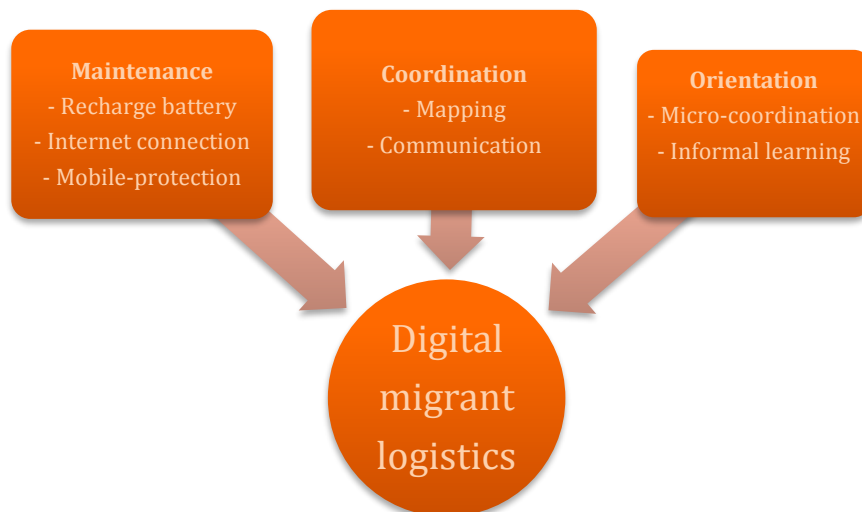 Maintenance
- Recharge battery
- Internet connection
- Mobile-protection
Coordination
- Mapping
- Communication
Orientation
- Micro-coordination
- Informal learning
Digital
migrant
logistics